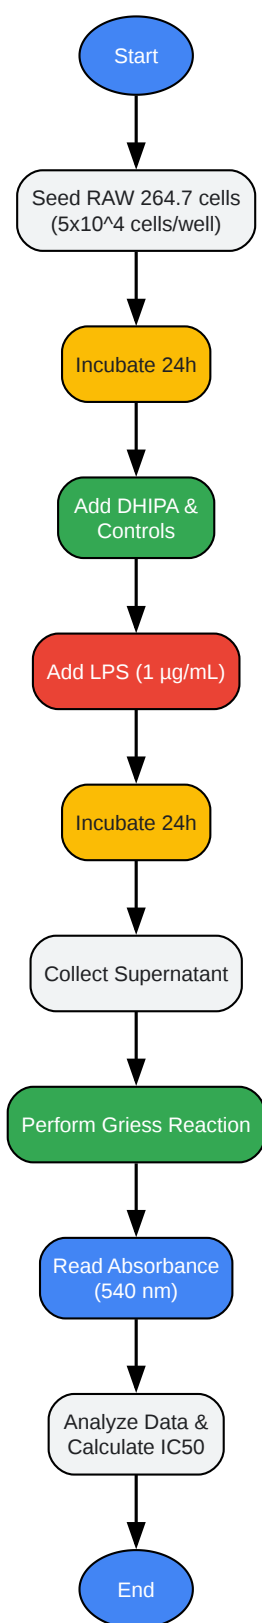 Start
Seed RAW 264.7 cells
(5x10^4 cells/well)
Incubate 24h
Add DHIPA &
Controls
Add LPS (1 µg/mL)
Incubate 24h
Collect Supernatant
Perform Griess Reaction
Read Absorbance
(540 nm)
Analyze Data &
Calculate IC50
End